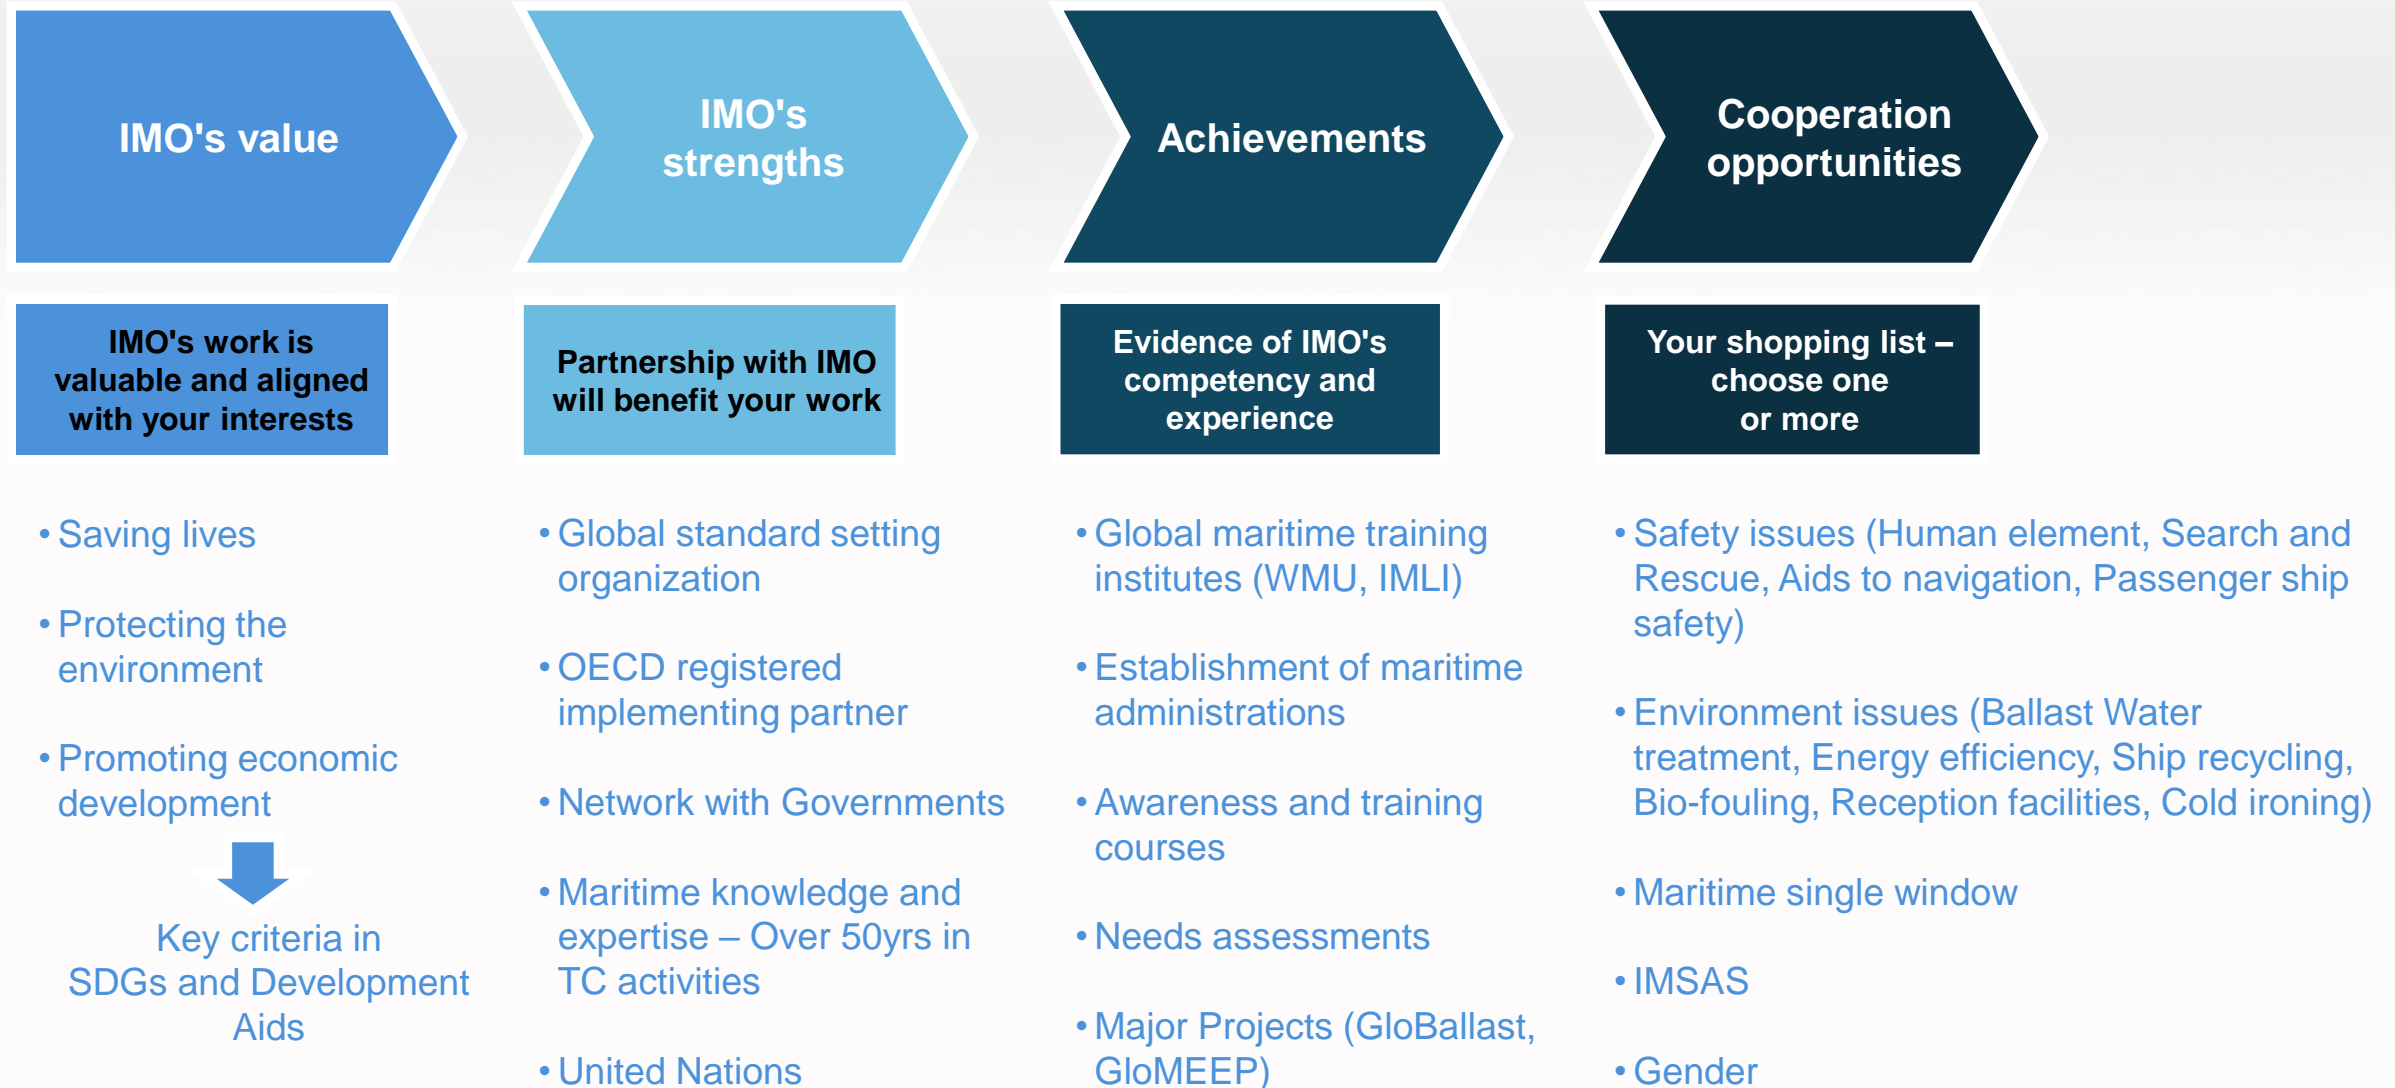 IMO's value
IMO's
strengths
Achievements
Cooperation
opportunities
IMO's work is
valuable and aligned
with your interests
Partnership with IMO
will benefit your work
Evidence of IMO's
competency and
experience
Your shopping list –
choose one
or more
• Saving lives
• Protecting the
environment
• Promoting economic
development
Key criteria in
SDGs and Development
Aids
• Global standard setting
organization
• OECD registered
implementing partner
• Network with Governments
• Maritime knowledge and
expertise – Over 50yrs in
TC activities
• United Nations
• Global maritime training
institutes (WMU, IMLI)
• Establishment of maritime
administrations
• Awareness and training
courses
• Needs assessments
• Major Projects (GloBallast,
GloMEEP)
• Safety issues (Human element, Search and
Rescue, Aids to navigation, Passenger ship
safety)
• Environment issues (Ballast Water
treatment, Energy efficiency, Ship recycling,
Bio-fouling, Reception facilities, Cold ironing)
• Maritime single window
• IMSAS
• Gender